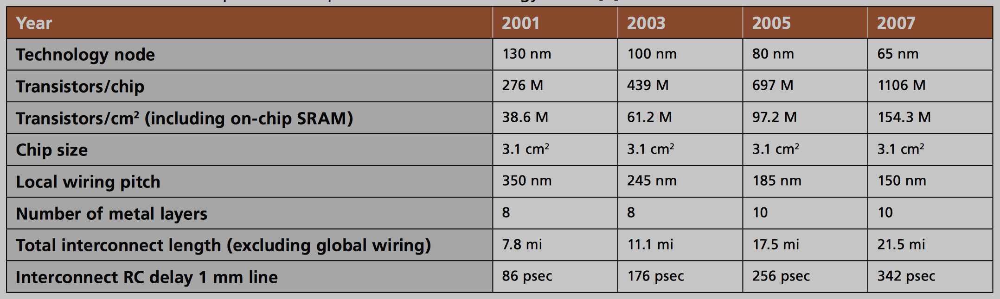 Year 2001 2003 2005 2007
Technology node 130 nm 100 nm 80 nm 65 nm
Transistors/chip 276 M 439 M 697 M 1106 M
Transistors/cm² (including on-chip SRAM) 38.6 M 61.2 M 97.2 M 154.3 M
Chip size 3.1 cm² 3.1 cm² 3.1 cm² 3.1 cm²
Local wiring pitch 350 nm 245 nm 185 nm 150 nm
Number of metal layers 8 8 10 10
Total interconnect length (excluding global wiring) 7.8 mi 11.1 mi 17.5 mi 21.5 mi
Interconnect RC delay 1 mm line 86 psec 176 psec 256 psec 342 psec